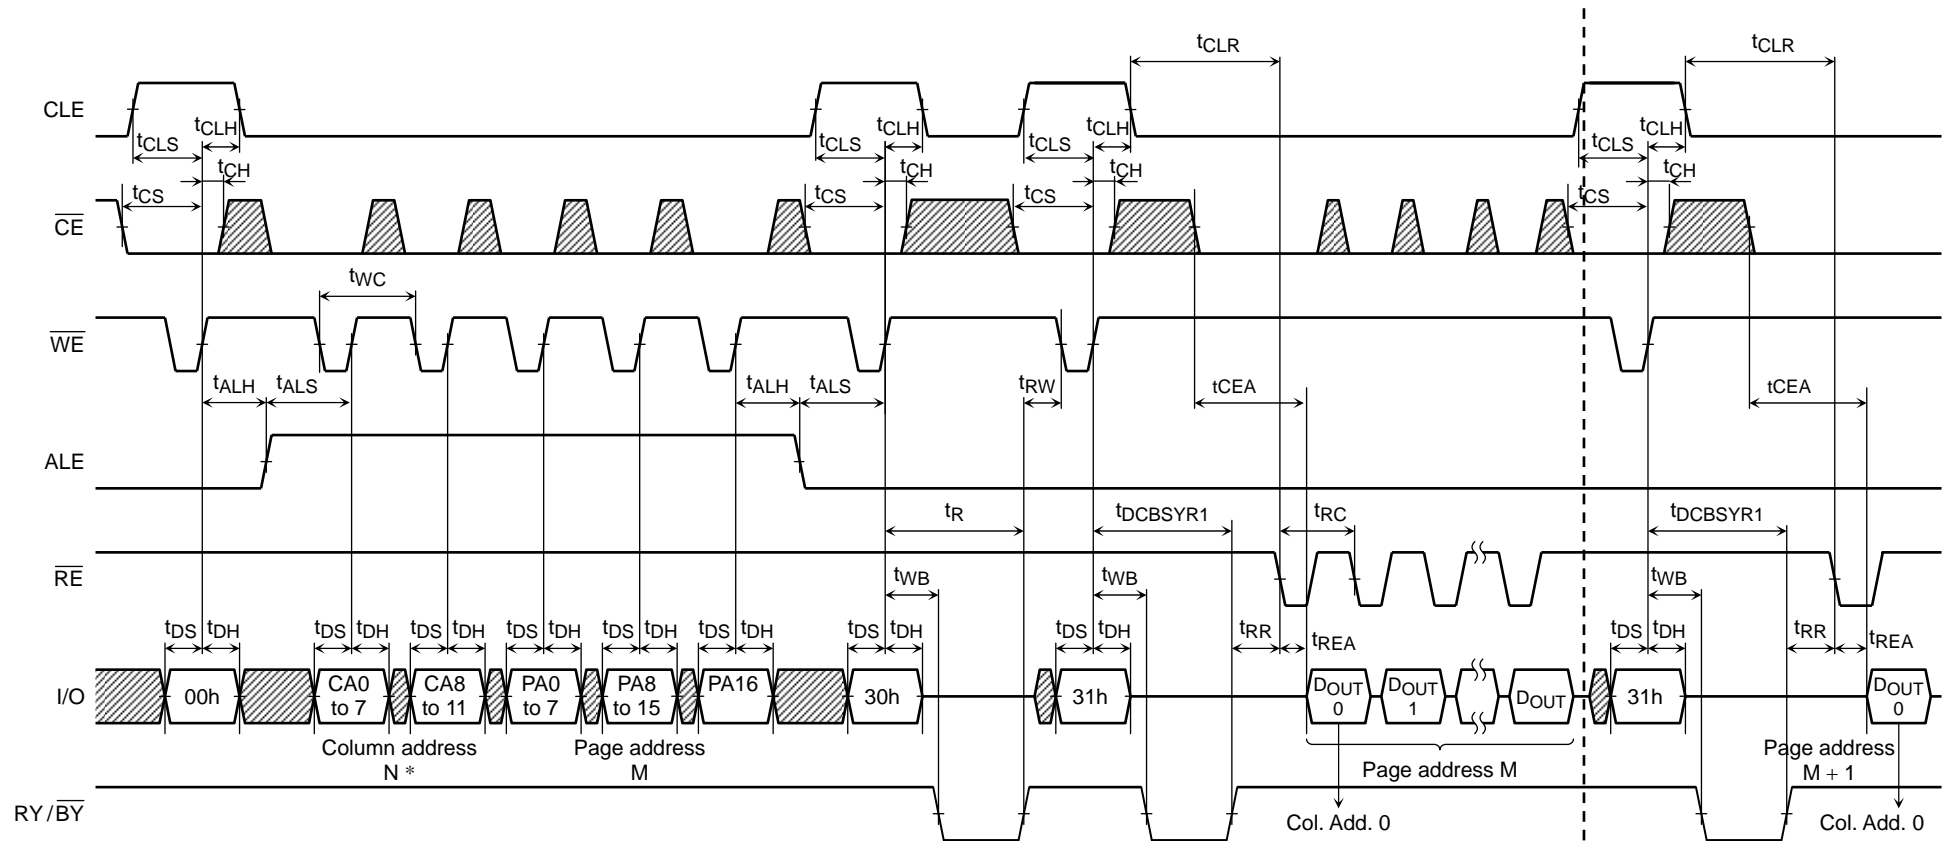 tCLR tCLR
CLE
tCLS tCLH tCLS tCLH tCLS tCLH tCLS tCLH
tCS tCH tCS tCH tCS tCH tCS tCH
CE
tWC
WE
tALH tALS tALH tALS tRW tCEA tCEA
ALE
tR tDCBSYR1 tRC tDCBSYR1
RE
tWB tWB tWB
tDS tDH tDS tDH tDS tDH tDS tDH tDS tDH tDS tDH tDS tDH tDS tDH tRR tREA tDS tDH tRR tREA
I/O 00h CA0 to 7 CA8 to 11 PA0 to 7 PA8 to 15 PA16 30h 31h DOUT 0 DOUT 1 DOUT 31h DOUT 0
Column address N * Page address M Page address M Page address M + 1
RY/BY
Col. Add. 0 Col. Add. 0